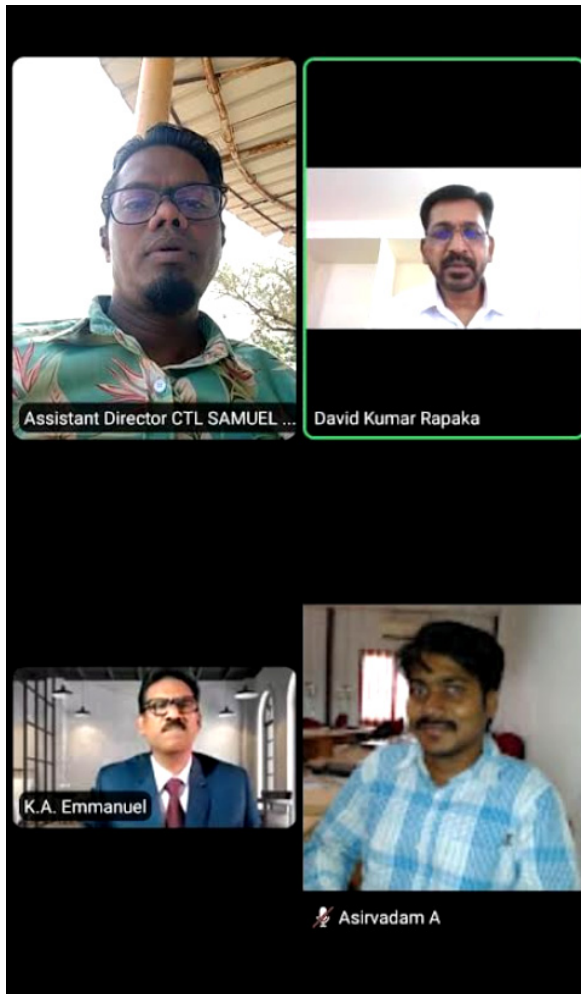 Assistant Director CTL SAMUEL ...
David Kumar Rapaka
K.A. Emmanuel
Asirvadam A